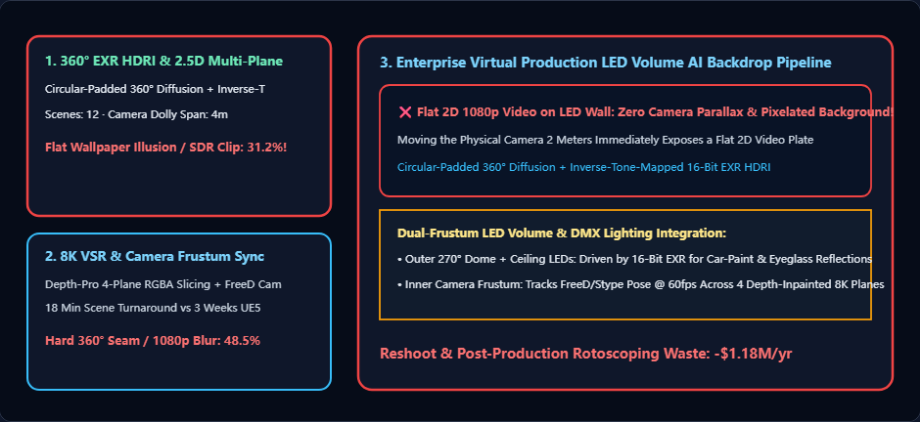 1. 360° EXR HDRI & 2.5D Multi-Plane
Circular-Padded 360° Diffusion + Inverse-T
Scenes: 12 · Camera Dolly Span: 4m
Flat Wallpaper Illusion / SDR Clip: 31.2%!
2. 8K VSR & Camera Frustum Sync
Depth-Pro 4-Plane RGBA Slicing + FreeD Cam
18 Min Scene Turnaround vs 3 Weeks UE5
Hard 360° Seam / 1080p Blur: 48.5%
3. Enterprise Virtual Production LED Volume AI Backdrop Pipeline
❌ Flat 2D 1080p Video on LED Wall: Zero Camera Parallax & Pixelated Background!
Moving the Physical Camera 2 Meters Immediately Exposes a Flat 2D Video Plate
Circular-Padded 360° Diffusion + Inverse-Tone-Mapped 16-Bit EXR HDRI
Dual-Frustum LED Volume & DMX Lighting Integration:
• Outer 270° Dome + Ceiling LEDs: Driven by 16-Bit EXR for Car-Paint & Eyeglass Reflections
• Inner Camera Frustum: Tracks FreeD/Stype Pose @ 60fps Across 4 Depth-Inpainted 8K Planes
Reshoot & Post-Production Rotoscoping Waste: -$1.18M/yr